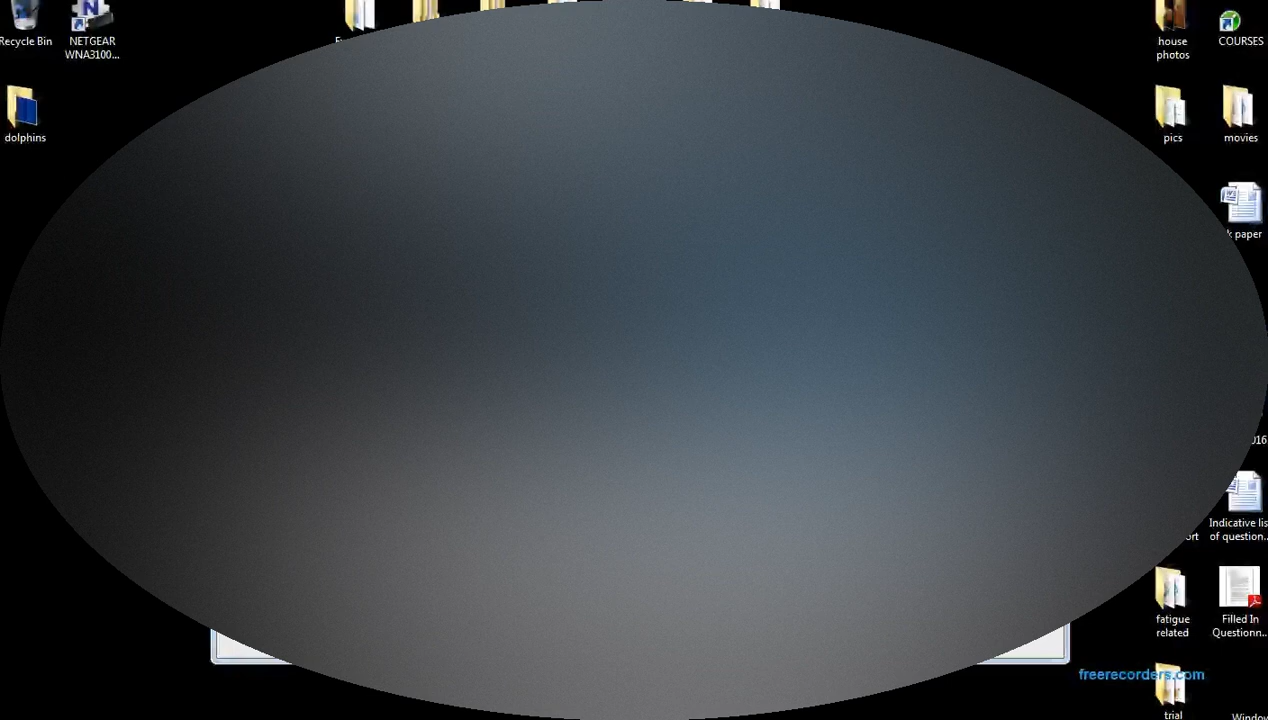 Recycle Bin
NETGEAR
WNA3100...
house
photos
COURSES
dolphins
pics
movies
paper
Indicative lis
of question..
fatigue
related
Filled In
Questionn...
freerecorders.com
trial
Window